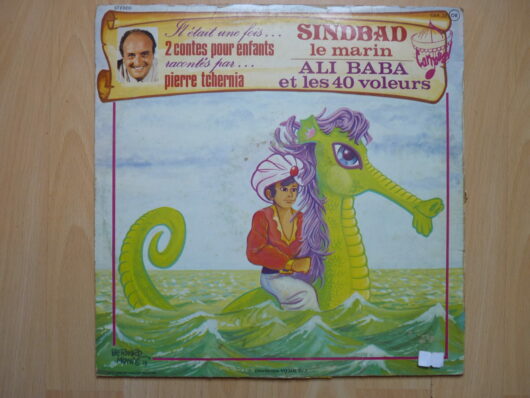 STEREO
Il était une fois...
2 contes pour enfants
racontés par...
pierre tchernia
SINDBAD
le marin
ALI BABA
et les 40 voleurs